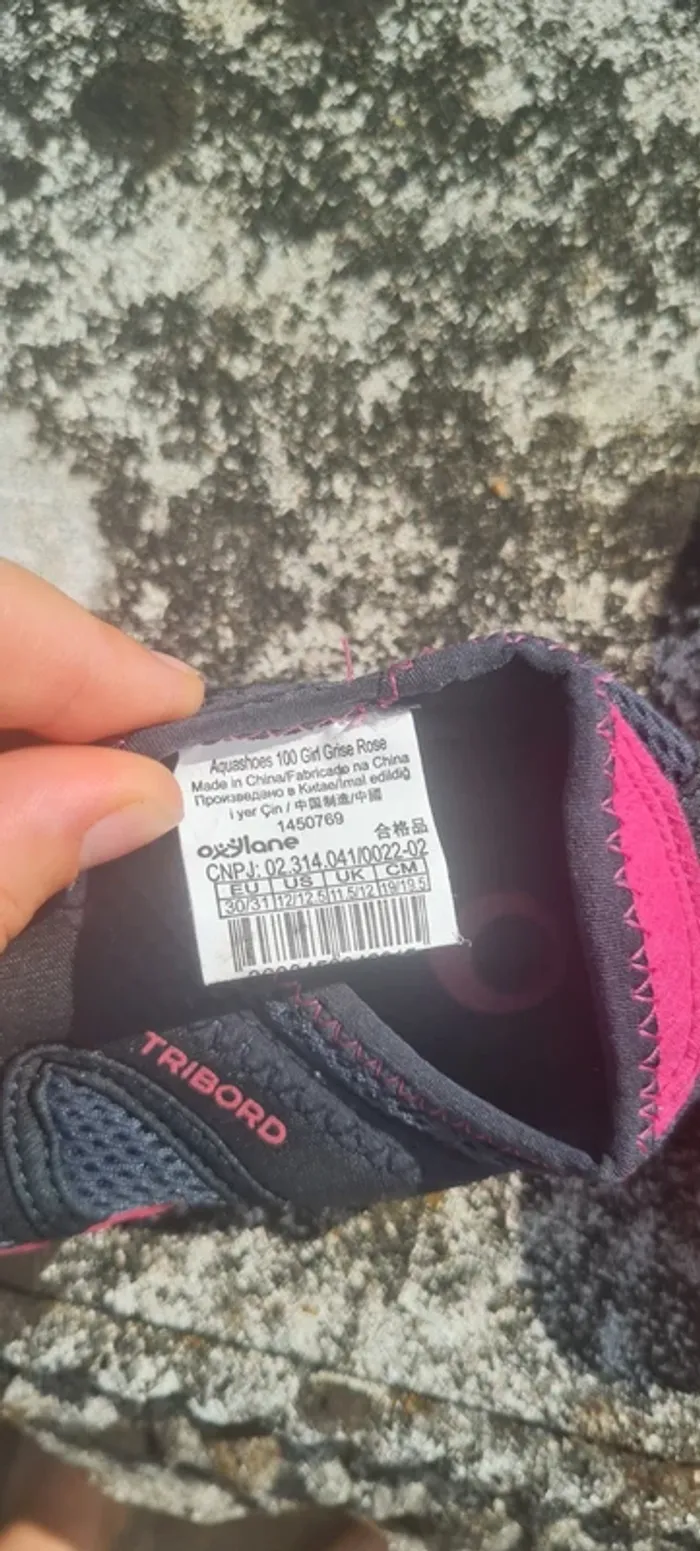 Aquashoes 100 Girl Grise Rose
Made in China/Fabricado na China
Произведано в Китае/İmal edildiğ
i yer Çin / 中国制造/中國
1450769
合格品
oxylane
CNPJ: 02.314.041/0022-02
EU US UK CM
30/31 12/12.5 11.5/12 19/19.5
TRIBORD